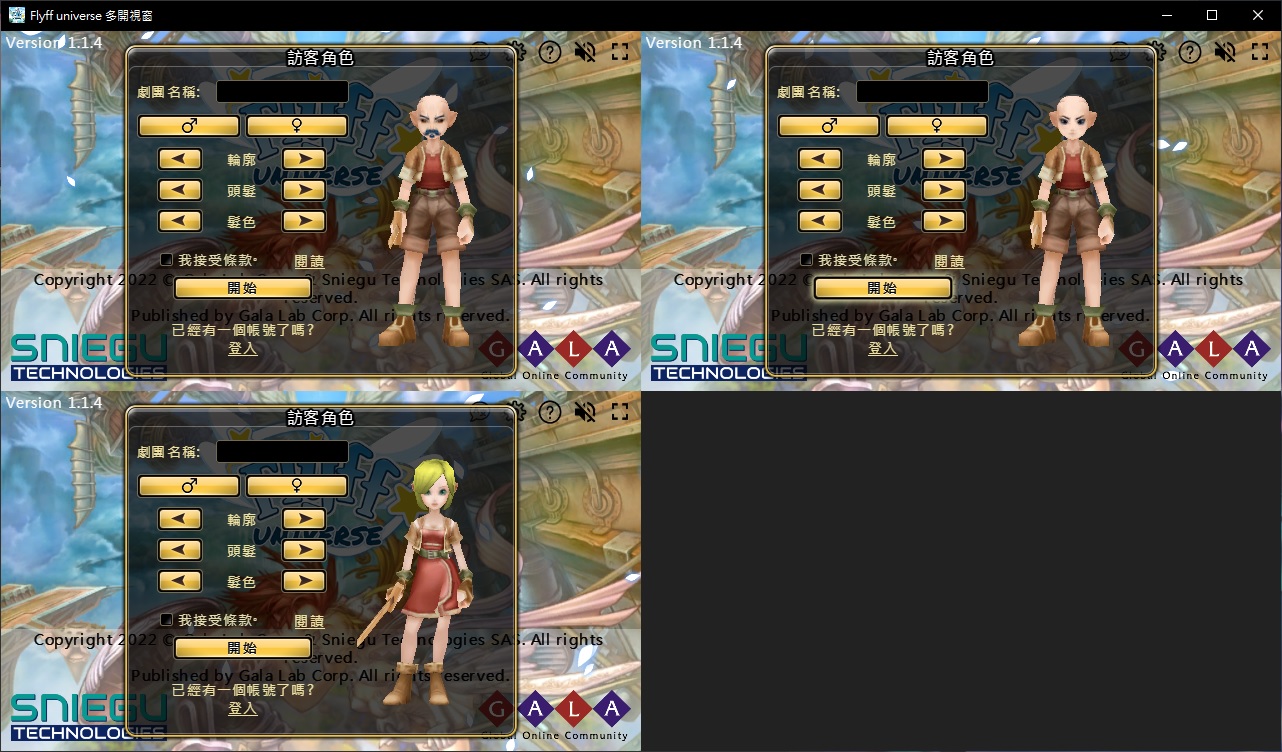 Flyff universe 多開視窗
Version 1.1.4
訪客角色
劇團名稱:
♂ ♀
輪廓
頭髮
髮色
我接受條款。 閱讀
開始
已經有一個帳號了嗎?
登入
UNIVERSE
Copyright 2022 © Sniegu Technologies SAS. All rights
reserved.
Published by Gala Lab Corp. All rights reserved.
SNIEGU
TECHNOLOGIES
GALA
Global Online Community
Version 1.1.4
訪客角色
劇團名稱:
♂ ♀
輪廓
頭髮
髮色
我接受條款。 閱讀
開始
已經有一個帳號了嗎?
登入
UNIVERSE
Copyright 2022 © Sniegu Technologies SAS. All rights
reserved.
Published by Gala Lab Corp. All rights reserved.
SNIEGU
TECHNOLOGIES
GALA
Global Online Community
Version 1.1.4
訪客角色
劇團名稱:
♂ ♀
輪廓
頭髮
髮色
我接受條款。 閱讀
開始
已經有一個帳號了嗎?
登入
Flyff
UNIVERSE
Copyright 2022 © Sniegu Technologies SAS. All rights
reserved.
Published by Gala Lab Corp. All rights reserved.
SNIEGU
TECHNOLOGIES
GALA
Global Online Community